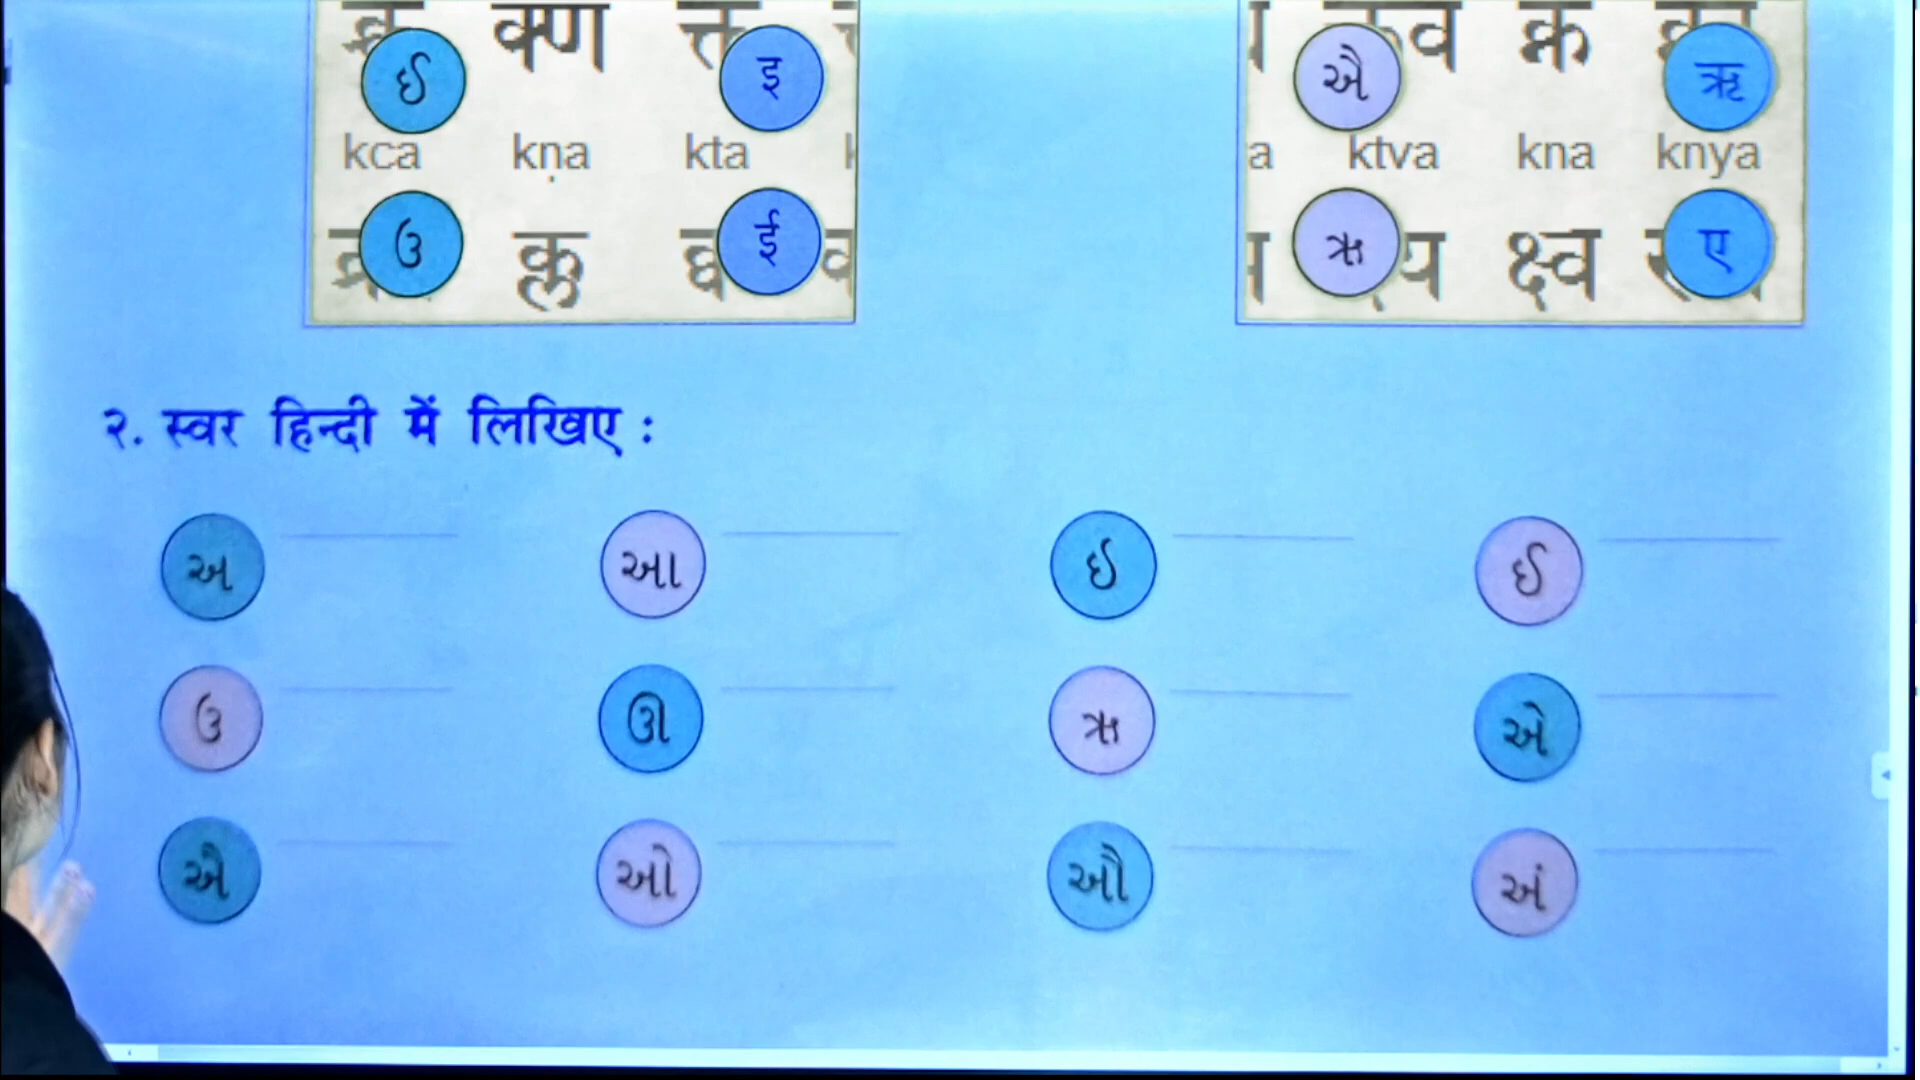 क्ण
ઈ इ ઐ ऋ
kca kṇa kta ktva kna knya
ઉ ई ઋ ए
क्ष्व
२. स्वर हिन्दी में लिखिए :
અ આ ઇ ઈ
ઉ ઊ ઋ એ
ઐ ઓ ઔ અં